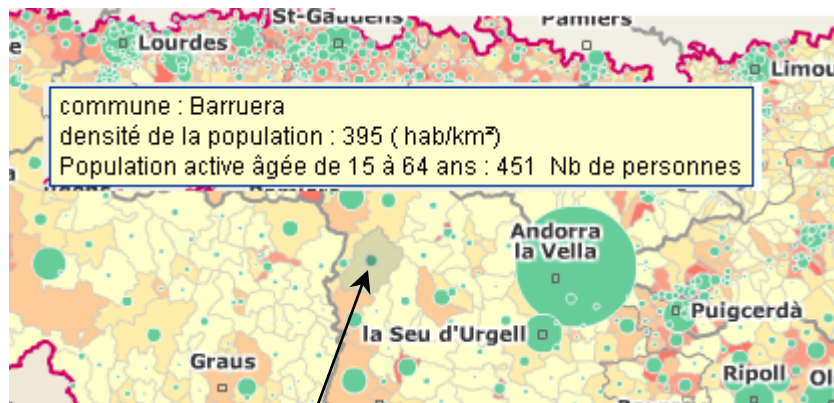 St-Gaudens
Pamiers
e
Lourdes
Limou
commune : Barruera
densité de la population : 395 ( hab/km²)
Population active âgée de 15 à 64 ans : 451 Nb de personnes
a
Andorra
la Vella
Puigcerdà
la Seu d'Urgell
Graus
Ripoll
Ol